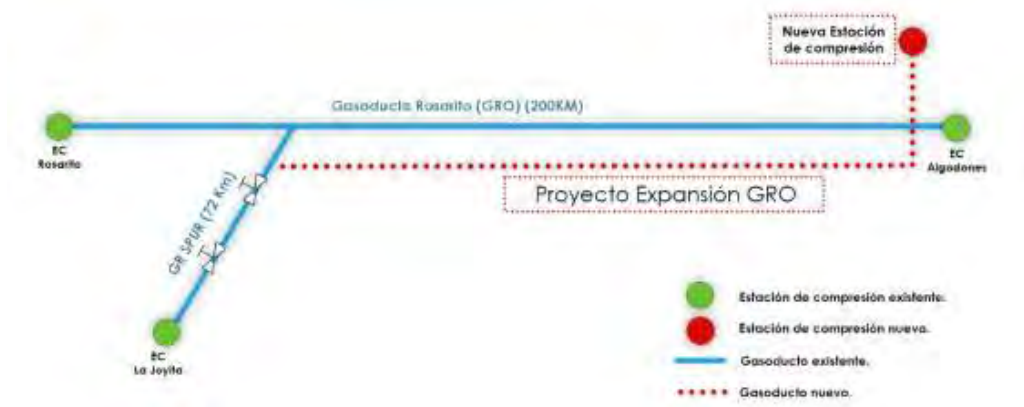 Nueva Estación
de compresión
Gasoducto Rosarito (GRO) (200KM)
EC
Rosarito
EC
Algodones
Proyecto Expansión GRO
GR SPUR (72 Km)
EC
La Joyita
Estación de compresión existente.
Estación de compresión nueva.
Gasoducto existente.
Gasoducto nuevo.